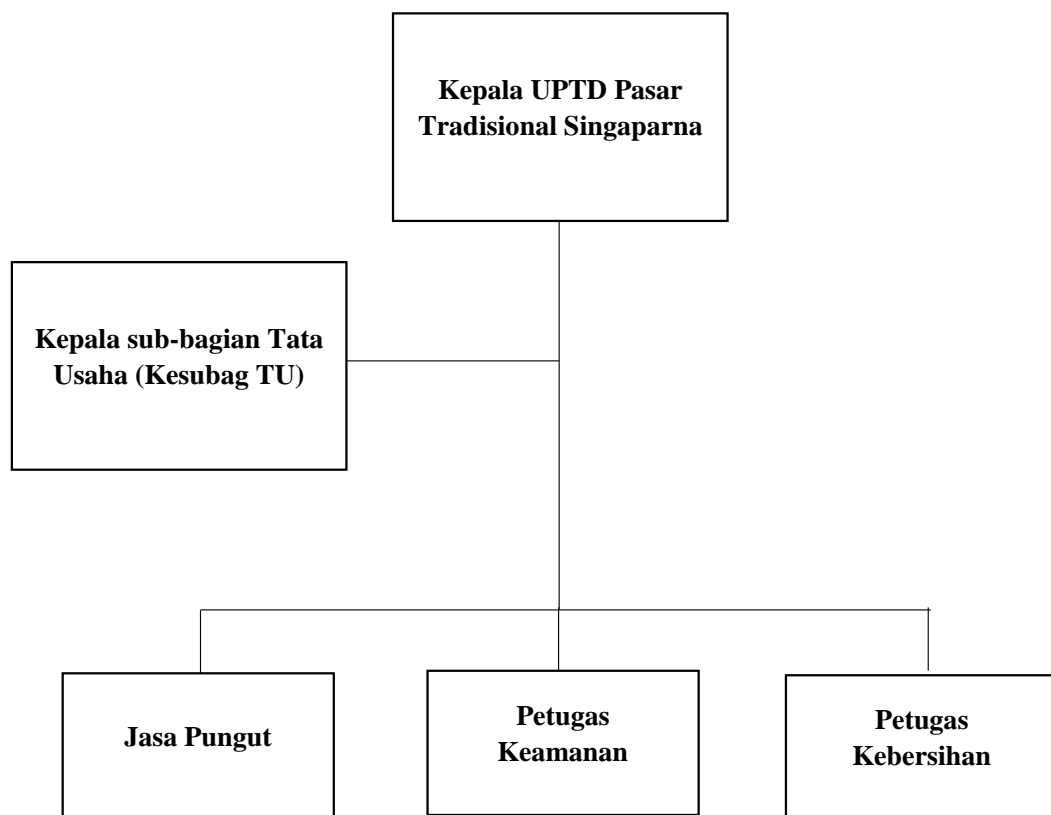 Kepala UPTD Pasar
Tradisional Singaparna
Kepala sub-bagian Tata
Usaha (Kesubag TU)
Jasa Pungut
Petugas
Keamanan
Petugas
Kebersihan